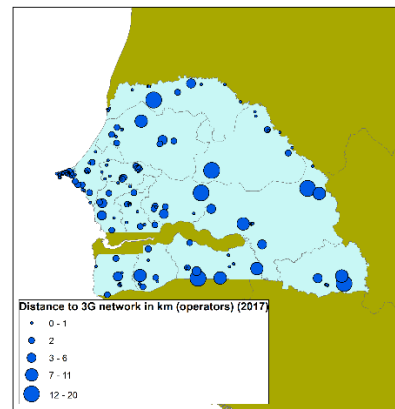 Distance to 3G network in km (operators) (2017)
0 - 1
2
3 - 6
7 - 11
12 - 20